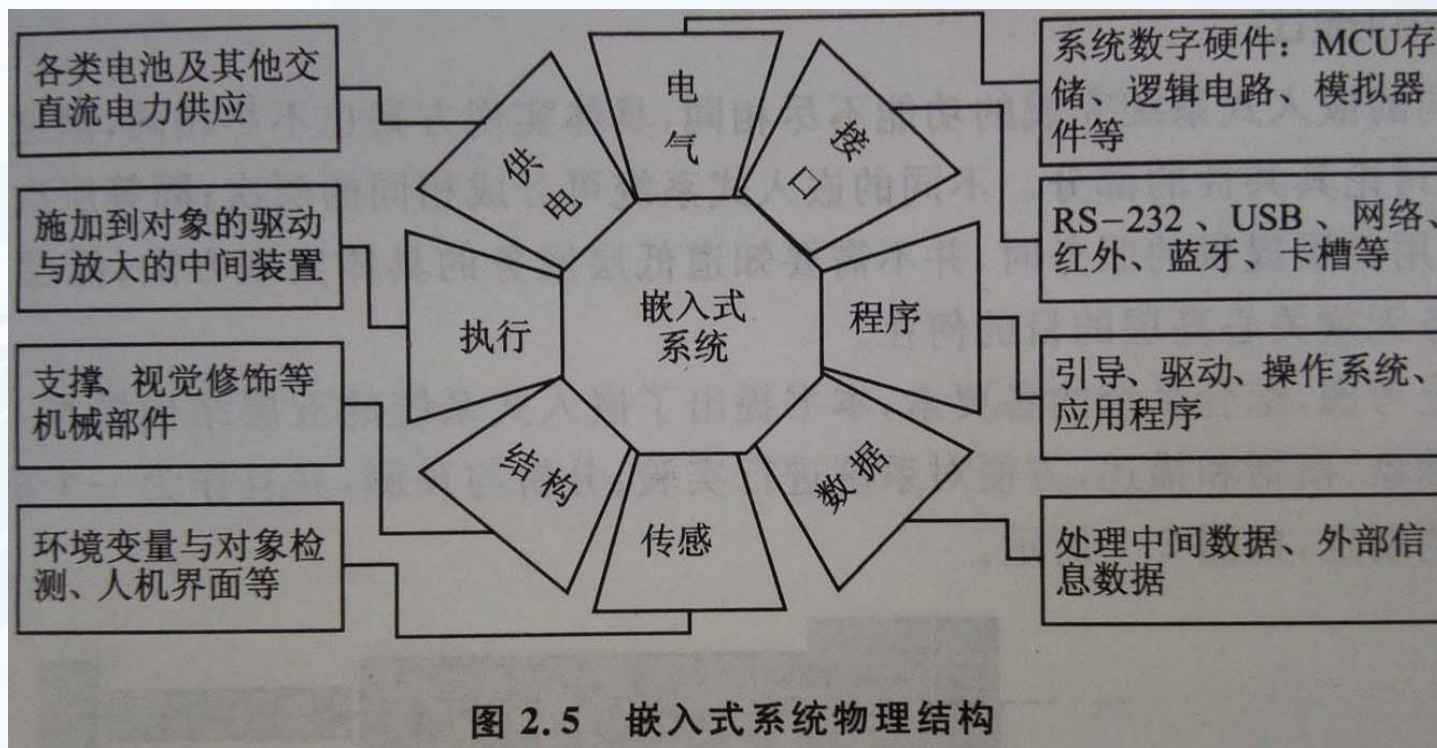 各类电池及其他交
直流电力供应
施加到对象的驱动
与放大的中间装置
支撑、视觉修饰等
机械部件
环境变量与对象检
测、人机界面等
电
气
供
电
接
口
执行
嵌入式
系统
程序
结构
传感
数据
系统数字硬件：MCU存
储、逻辑电路、模拟器
件等
RS-232、USB、网络、
红外、蓝牙、卡槽等
引导、驱动、操作系统、
应用程序
处理中间数据、外部信
息数据
图 2.5 嵌入式系统物理结构